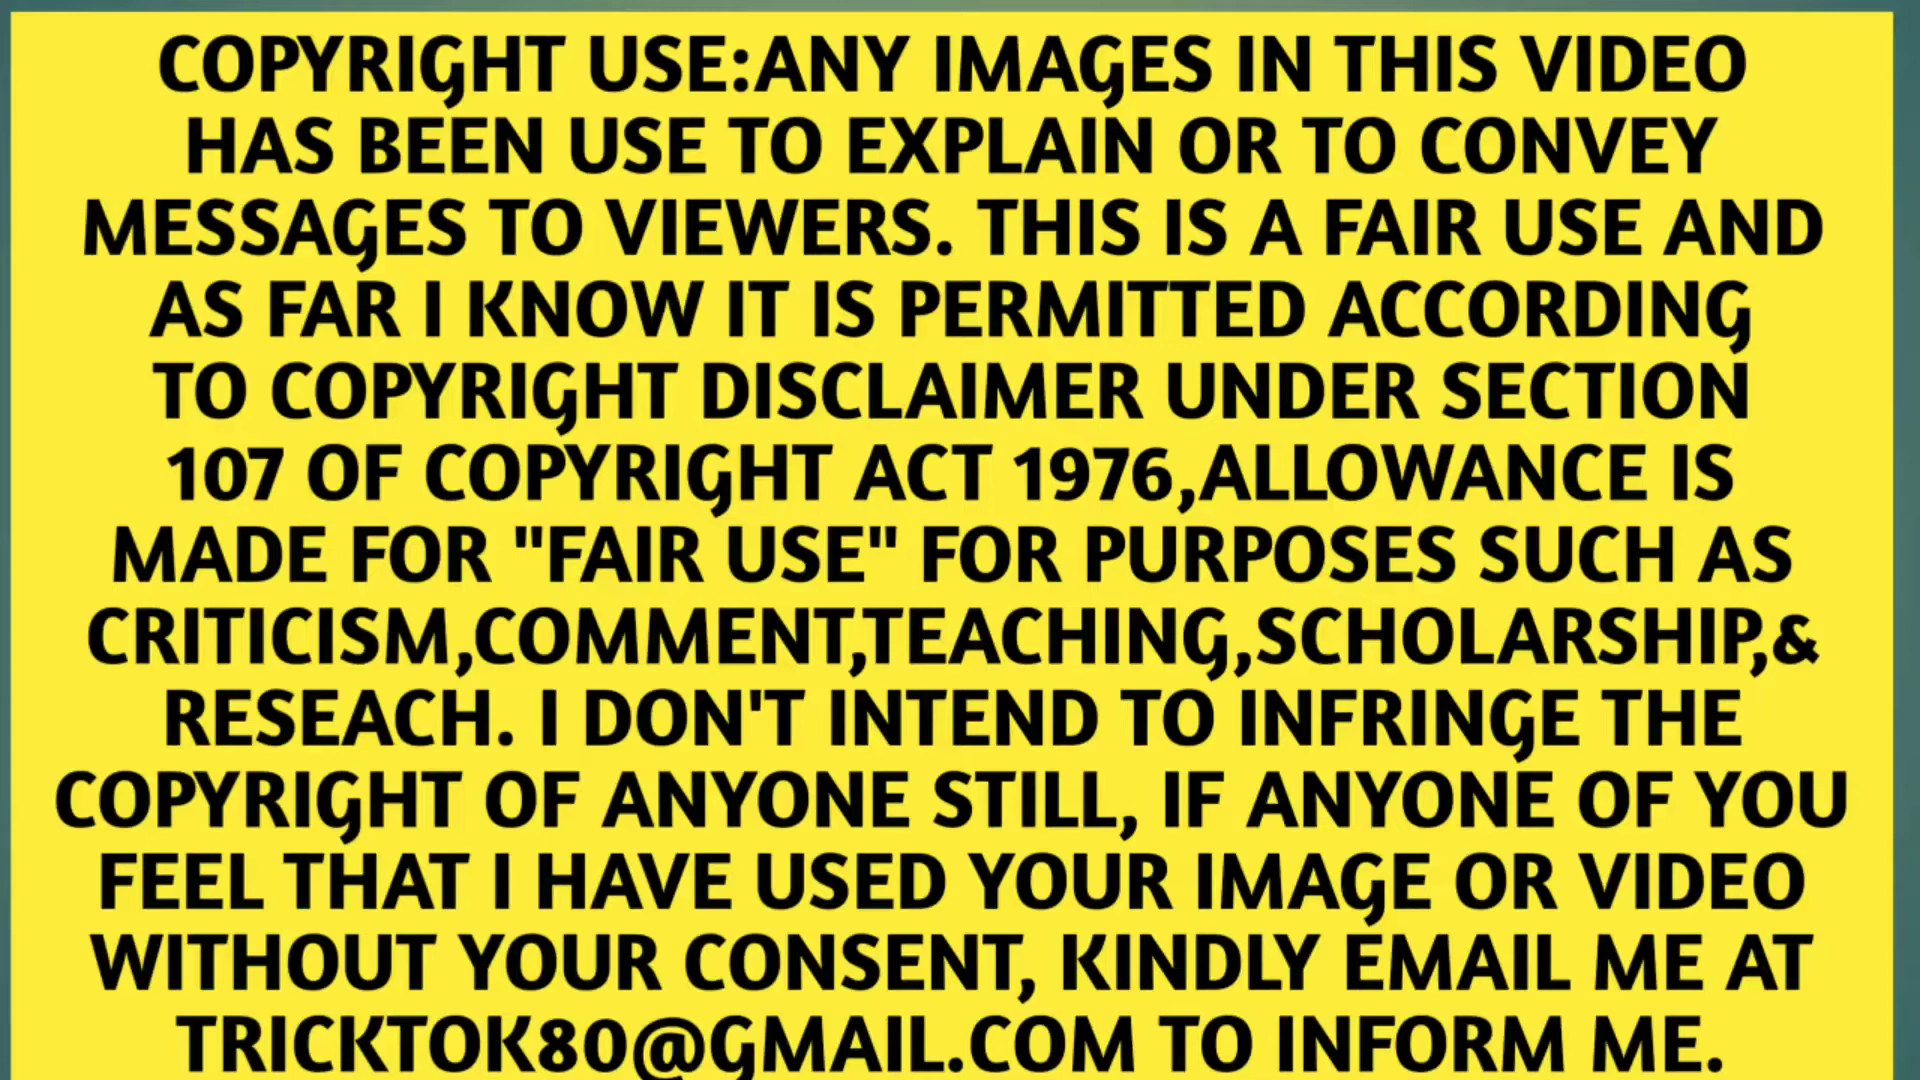 COPYRIGHT USE:ANY IMAGES IN THIS VIDEO
HAS BEEN USE TO EXPLAIN OR TO CONVEY
MESSAGES TO VIEWERS. THIS IS A FAIR USE AND
AS FAR I KNOW IT IS PERMITTED ACCORDING
TO COPYRIGHT DISCLAIMER UNDER SECTION
107 OF COPYRIGHT ACT 1976,ALLOWANCE IS
MADE FOR "FAIR USE" FOR PURPOSES SUCH AS
CRITICISM,COMMENT,TEACHING,SCHOLARSHIP,&
RESEACH. I DON'T INTEND TO INFRINGE THE
COPYRIGHT OF ANYONE STILL, IF ANYONE OF YOU
FEEL THAT I HAVE USED YOUR IMAGE OR VIDEO
WITHOUT YOUR CONSENT, KINDLY EMAIL ME AT
TRICKTOK80@GMAIL.COM TO INFORM ME.